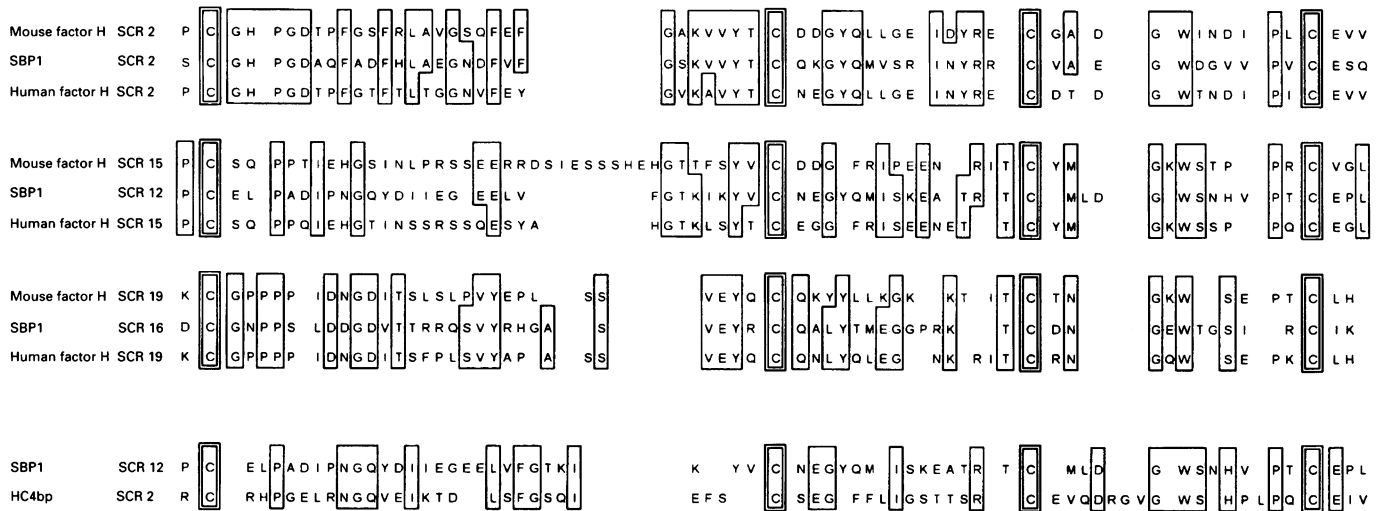 Mouse factor H SCR 2 P C G H P G D T P F G S F R L A V G S Q F E F G A K V V Y T C D D G Y Q L L G E I D Y R E C G A D G W I N D I P L C E V V
SBP1 SCR 2 S C G H P G D A Q F A D F H L A E G N D F V F G S K V V Y T C Q K G Y Q M V S R I N Y R R C V A E G W D G V V P V C E S Q
Human factor H SCR 2 P C G H P G D T P F G T F T L T G G N V F E Y G V K A V Y T C N E G Y Q L L G E I N Y R E C D T D G W T N D I P I C E V V
Mouse factor H SCR 15 P C S Q P P T I E H G S I N L P R S S E E R R D S I E S S S H E H G T T F S Y V C D D G F R I P E E N R I T C Y M G K W S T P P R C V G L
SBP1 SCR 12 P C E L P A D I P N G Q Y D I I E G E E L V F G T K I K Y V C N E G Y Q M I S K E A T R T C M L D G W S N H V P T C E P L
Human factor H SCR 15 P C S Q P P Q I E H G T I N S S R S S Q E S Y A H G T K L S Y T C E G G F R I S E E N E T T C Y M G K W S S P P Q C E G L
Mouse factor H SCR 19 K C G P P P P I D N G D I T S L S L P V Y E P L S S V E Y Q C Q K Y Y L L K G K K T I T C T N G K W S E P T C L H
SBP1 SCR 16 D C G N P P S L D D G D V T T R R Q S V Y R H G A S V E Y R C Q A L Y T M E G G P R K T C D N G E W T G S I R C I K
Human factor H SCR 19 K C G P P P P I D N G D I T S F P L S V Y A P A S S V E Y Q C Q N L Y Q L E G N K R I T C R N G Q W S E P K C L H
SBP1 SCR 12 P C E L P A D I P N G Q Y D I I E G E E L V F G T K I K Y V C N E G Y Q M I S K E A T R T C M L D G W S N H V P T C E P L
HC4bp SCR 2 R C R H P G E L R N G Q V E I K T D L S F G S Q I E F S C S E G F F L I G S T T S R C E V Q D R G V G W S H P L P Q C E I V